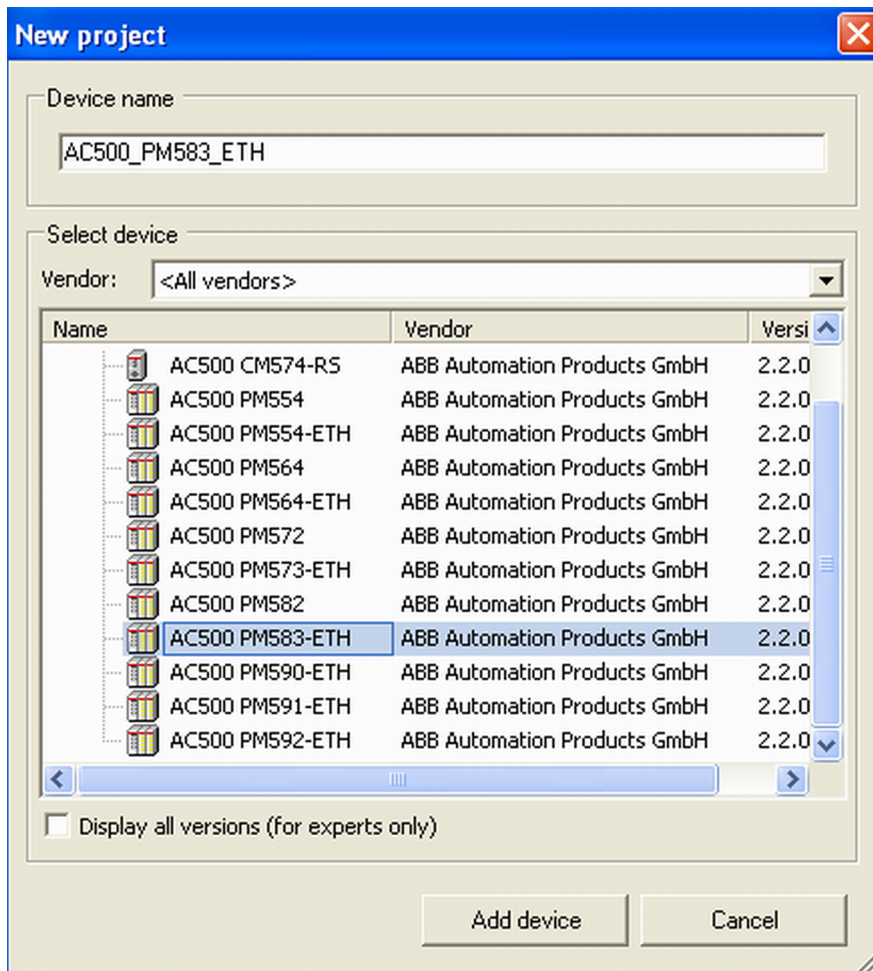 New project
Device name
AC500_PM583_ETH
Select device
Vendor: <All vendors>
Name Vendor Versi
AC500 CM574-RS ABB Automation Products GmbH 2.2.0
AC500 PM554 ABB Automation Products GmbH 2.2.0
AC500 PM554-ETH ABB Automation Products GmbH 2.2.0
AC500 PM564 ABB Automation Products GmbH 2.2.0
AC500 PM564-ETH ABB Automation Products GmbH 2.2.0
AC500 PM572 ABB Automation Products GmbH 2.2.0
AC500 PM573-ETH ABB Automation Products GmbH 2.2.0
AC500 PM582 ABB Automation Products GmbH 2.2.0
AC500 PM583-ETH ABB Automation Products GmbH 2.2.0
AC500 PM590-ETH ABB Automation Products GmbH 2.2.0
AC500 PM591-ETH ABB Automation Products GmbH 2.2.0
AC500 PM592-ETH ABB Automation Products GmbH 2.2.0
Display all versions (for experts only)
Add device Cancel